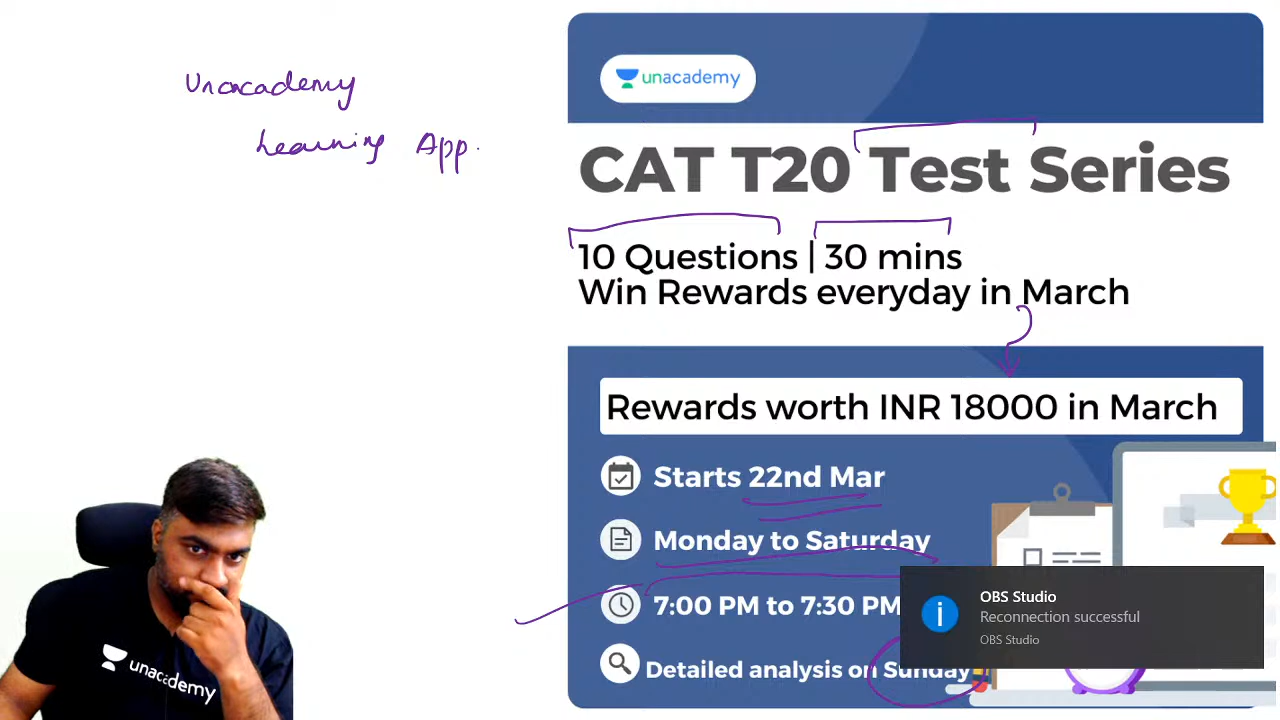 Unacademy
Learning App.
unacademy
CAT T20 Test Series
10 Questions | 30 mins
Win Rewards everyday in March
Rewards worth INR 18000 in March
Starts 22nd Mar
Monday to Saturday
7:00 PM to 7:30 PM
Detailed analysis on Sunday
OBS Studio
Reconnection successful
OBS Studio
unacademy